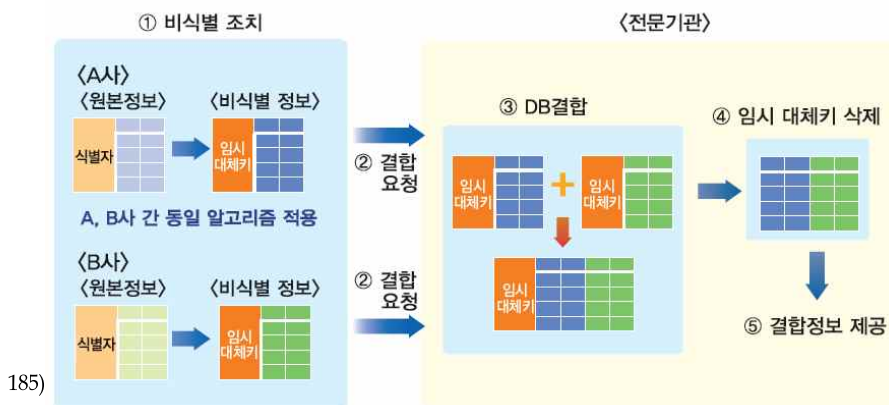 ① 비식별 조치
〈A사〉
〈원본정보〉 〈비식별 정보〉
식별자
임시
대체키
A, B사 간 동일 알고리즘 적용
〈B사〉
〈원본정보〉 〈비식별 정보〉
식별자
임시
대체키
② 결합
요청
② 결합
요청
〈전문기관〉
③ DB결합
임시
대체키
+
임시
대체키
임시
대체키
④ 임시 대체키 삭제
⑤ 결합정보 제공
185)